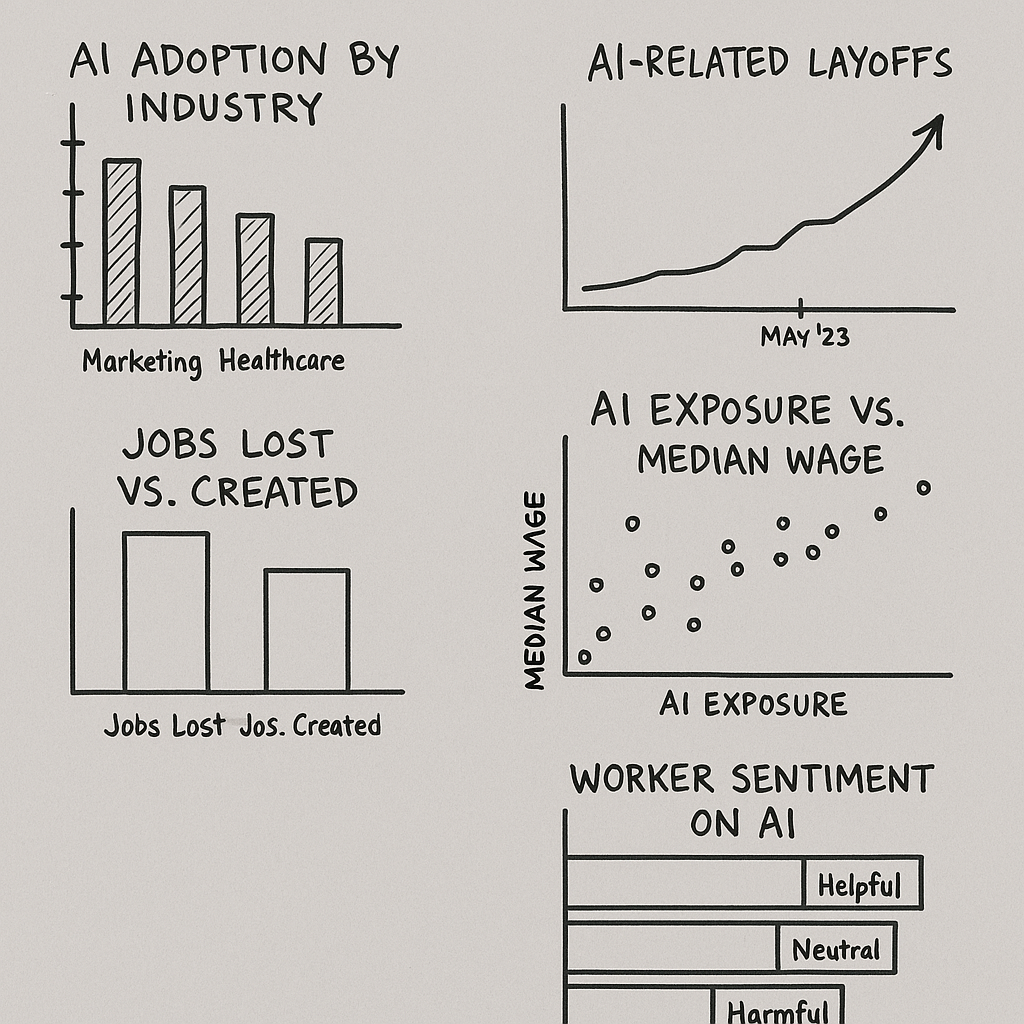 AI ADOPTION BY
INDUSTRY
Marketing Healthcare
AI-RELATED LAYOFFS
MAY '23
JOBS LOST
VS. CREATED
Jobs Lost Jos. Created
AI EXPOSURE VS.
MEDIAN WAGE
MEDIAN WAGE
AI EXPOSURE
WORKER SENTIMENT
ON AI
Helpful
Neutral
Harmful